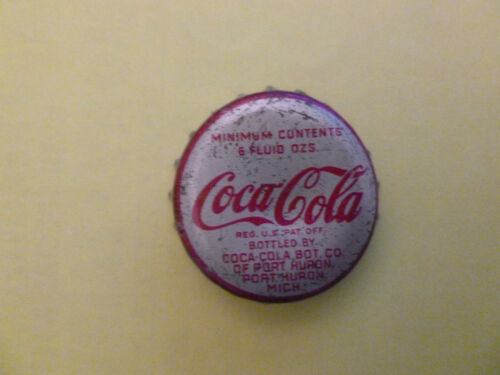 MINIMUM CONTENTS
6 FLUID OZS.
Coca-Cola
REG. U.S. PAT. OFF.
BOTTLED BY
COCA-COLA BOT. CO.
OF PORT HURON,
PORT HURON,
MICH.